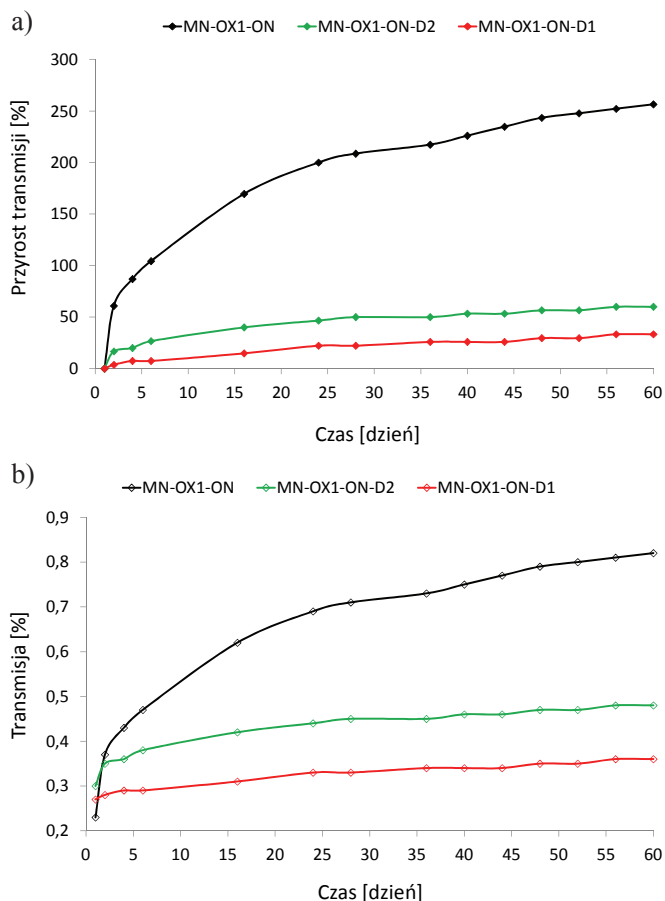 a)
MN-OX1-ON MN-OX1-ON-D2 MN-OX1-ON-D1
Przyrost transmisji [%]
300
250
200
150
100
50
0
0 5 10 15 20 25 30 35 40 45 50 55 60
Czas [dzień]
b)
MN-OX1-ON MN-OX1-ON-D2 MN-OX1-ON-D1
Transmisja [%]
0,9
0,8
0,7
0,6
0,5
0,4
0,3
0,2
0 5 10 15 20 25 30 35 40 45 50 55 60
Czas [dzień]